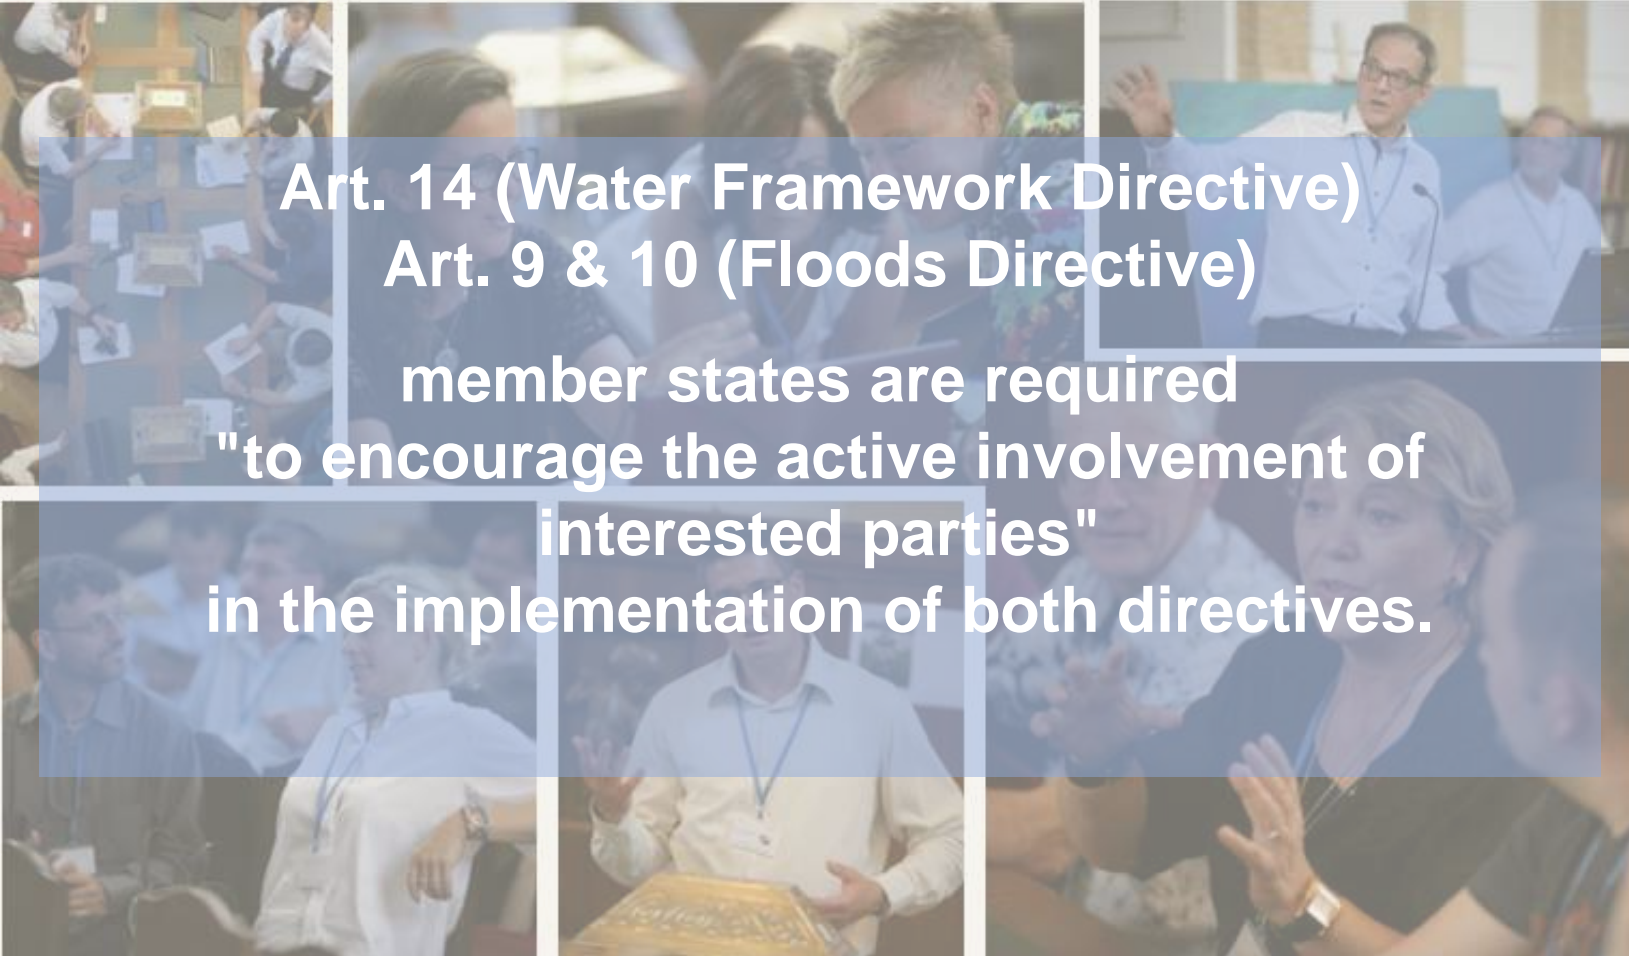 Art. 14 (Water Framework Directive)
Art. 9 & 10 (Floods Directive)
member states are required
"to encourage the active involvement of
interested parties"
in the implementation of both directives.